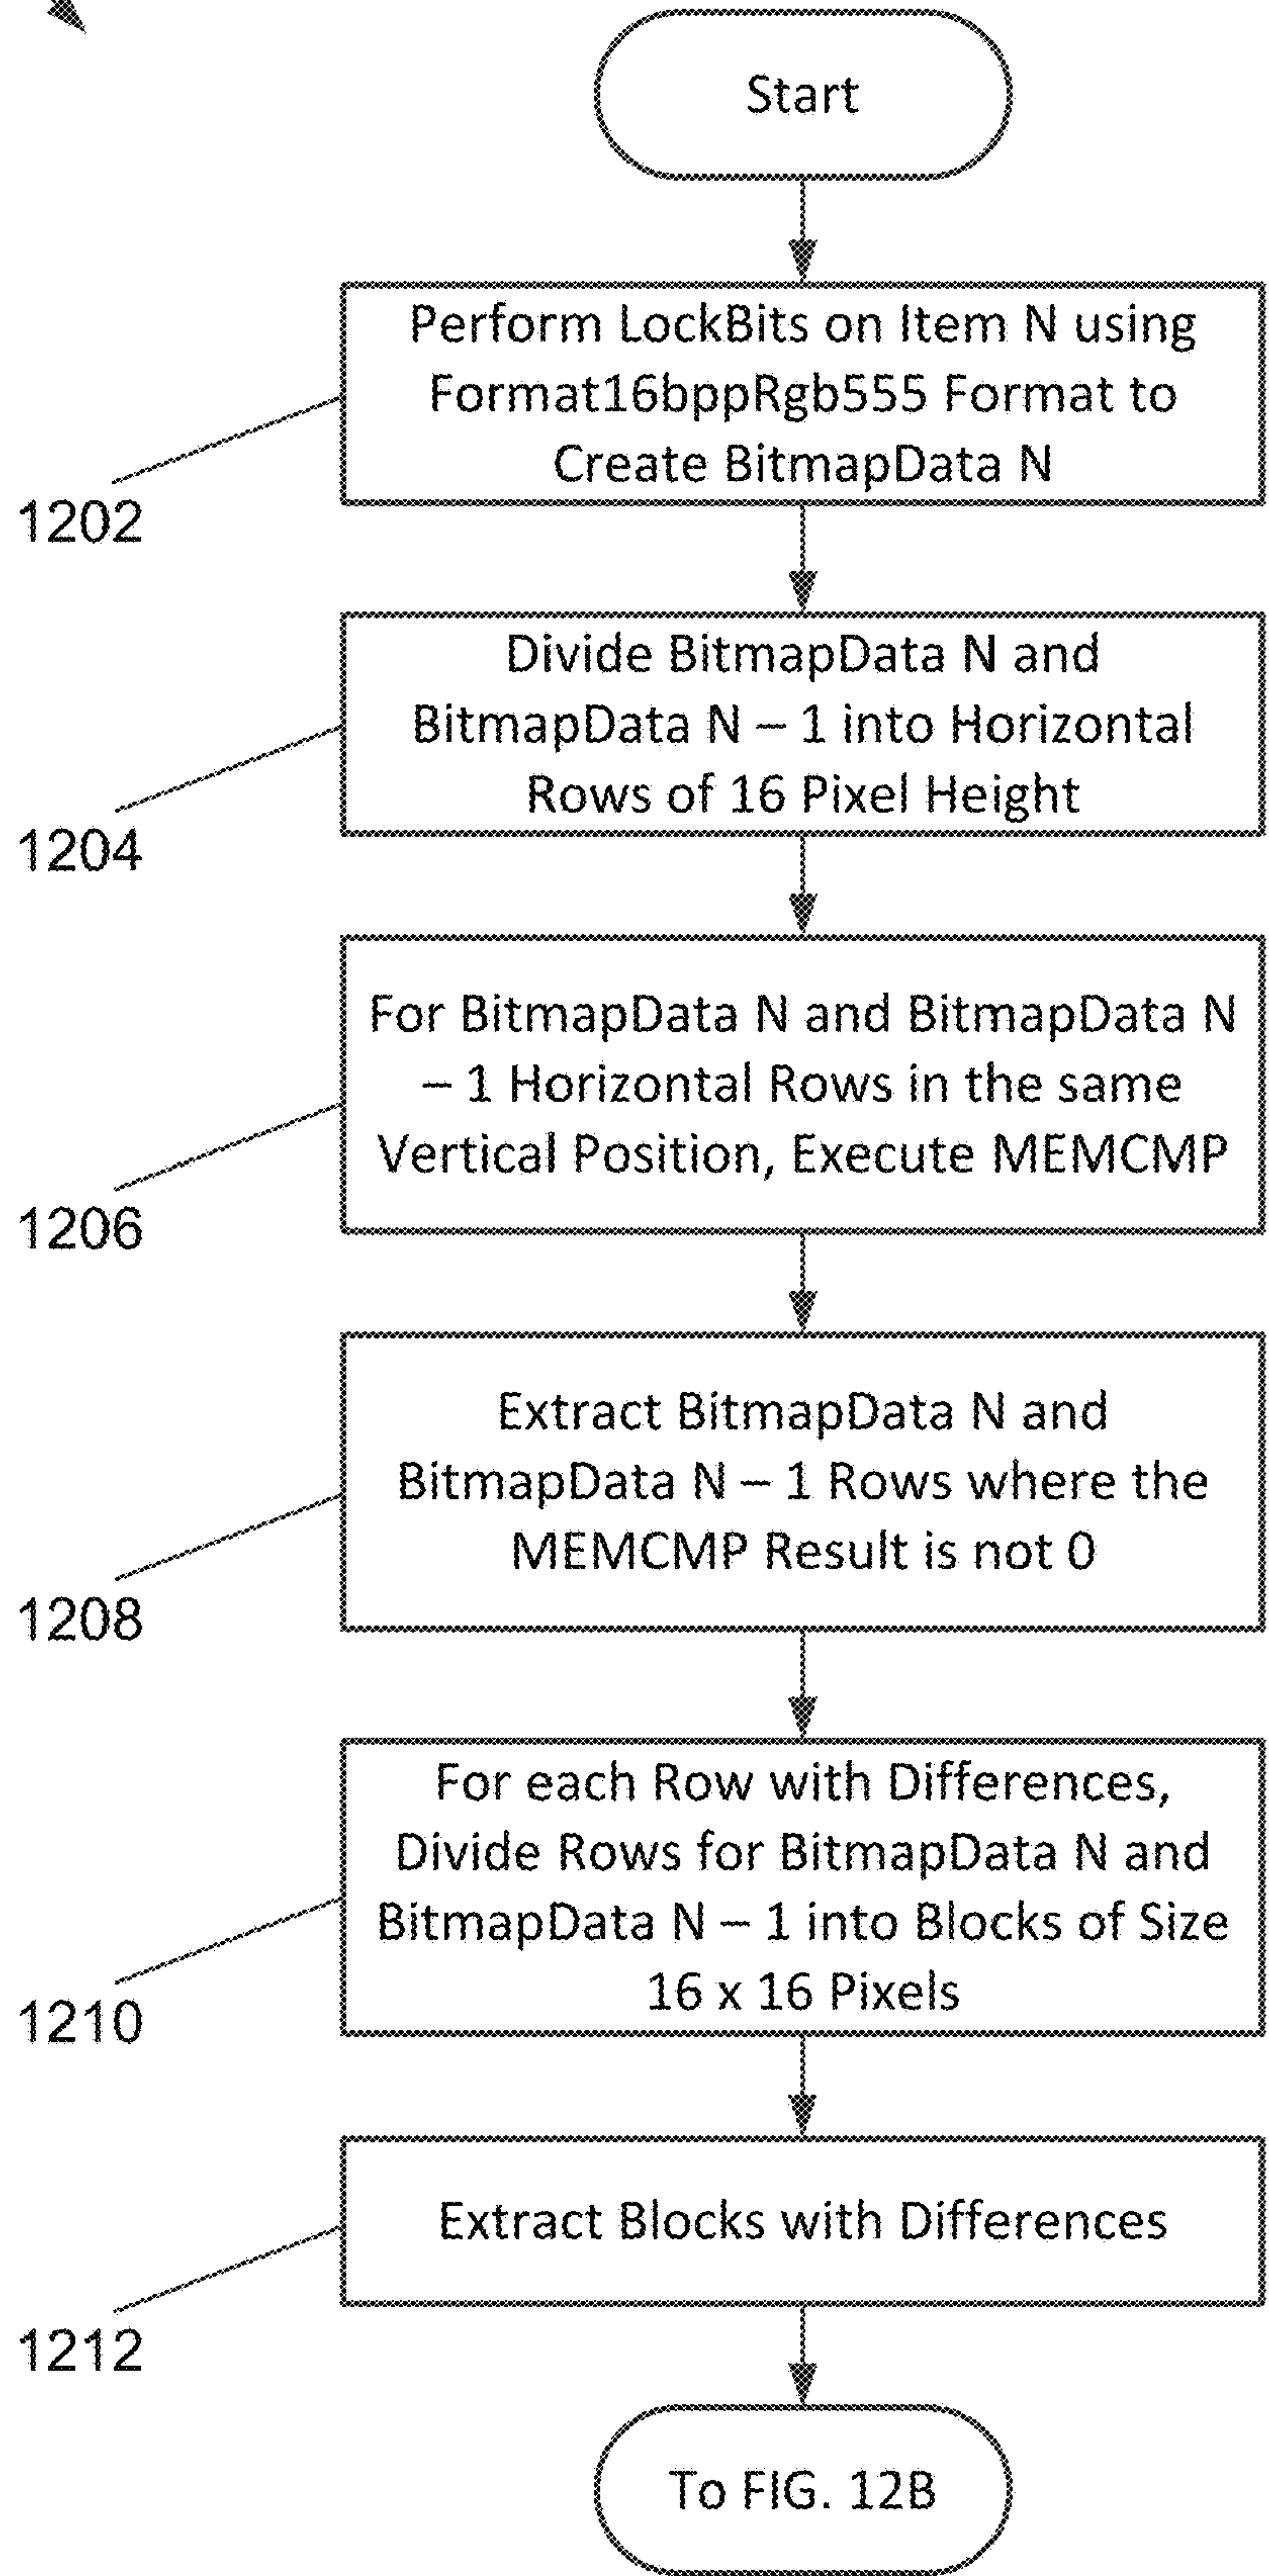 Start
Perform LockBits on Item N using
Format16bppRgb555 Format to
Create BitmapData N
1202
Divide BitmapData N and
BitmapData N – 1 into Horizontal
Rows of 16 Pixel Height
1204
For BitmapData N and BitmapData N
– 1 Horizontal Rows in the same
Vertical Position, Execute MEMCMP
1206
Extract BitmapData N and
BitmapData N – 1 Rows where the
MEMCMP Result is not 0
1208
For each Row with Differences,
Divide Rows for BitmapData N and
BitmapData N – 1 into Blocks of Size
16 x 16 Pixels
1210
Extract Blocks with Differences
1212
To FIG. 12B